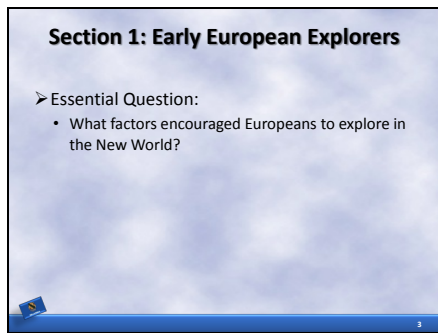 Section 1: Early European Explorers
➢Essential Question:
• What factors encouraged Europeans to explore in
the New World?
3